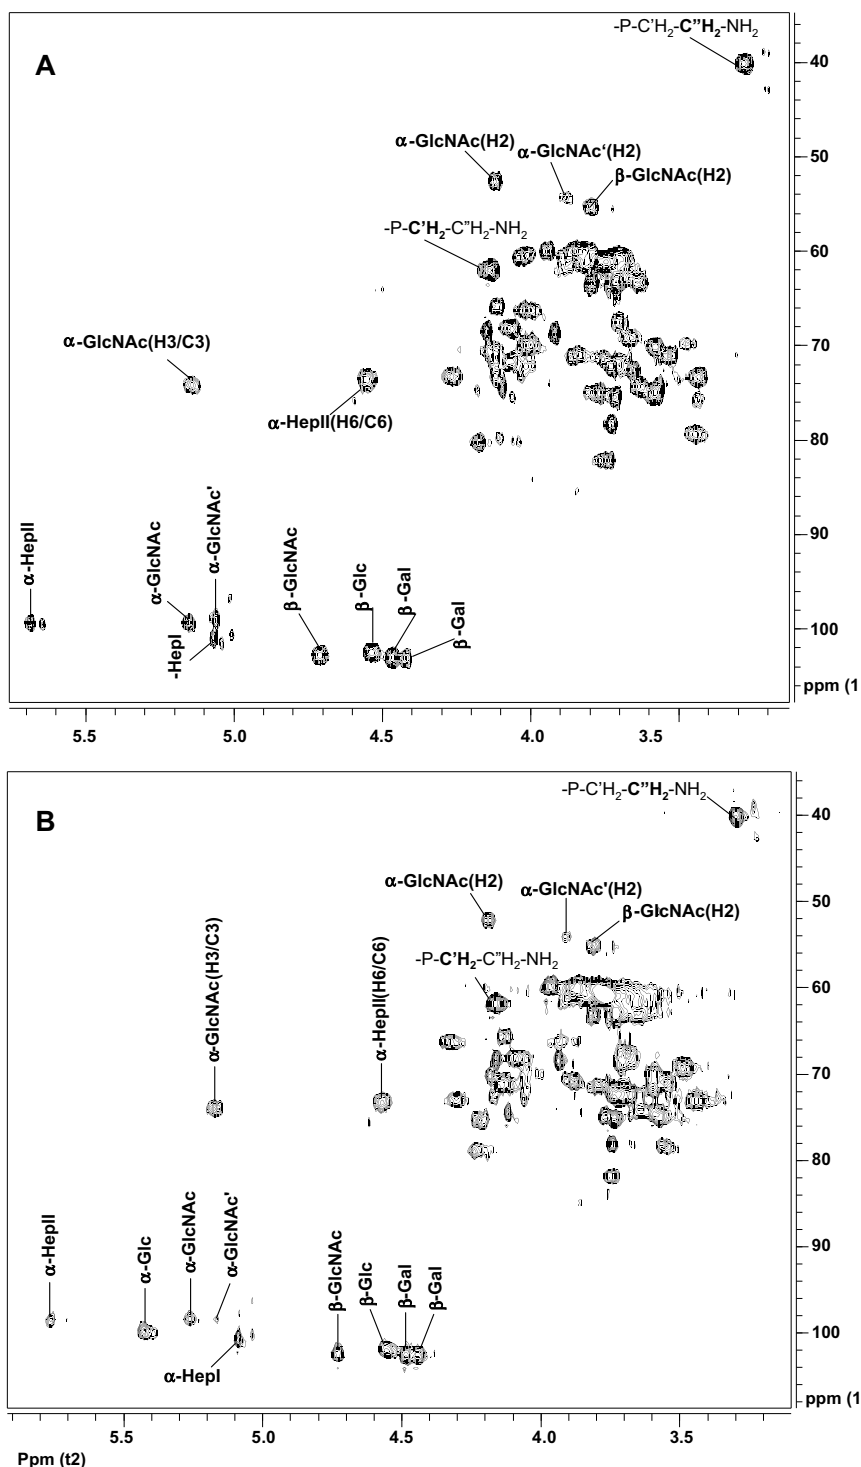 -P-C'H₂-C"H₂-NH₂
A
40
α-GlcNAc(H2)
α-GlcNAc‘(H2)
50
β-GlcNAc(H2)
-P-C'H₂-C"H₂-NH₂
60
α-GlcNAc(H3/C3)
70
α-HepII(H6/C6)
80
α-HepII
α-GlcNAc
α-GlcNAC'
β-GlcNAC
β-Glc
β-Gal
90
-HepI
β-Gal
100
ppm (1
5.5 5.0 4.5 4.0 3.5
-P-C'H₂-C"H₂-NH₂
B
40
α-GlcNAc(H2)
α-GlcNAc'(H2)
50
β-GlcNAc(H2)
α-GlcNAc(H3/C3)
α-HepII(H6/C6)
-P-C'H₂-C"H₂-NH₂
60
70
80
α-HepII
α-Glc
α-GlcNAc
α-GlcNAc'
β-GlcNAC
β-Glc
β-Gal
β-Gal
90
100
α-HepI
ppm (1
5.5 5.0 4.5 4.0 3.5
Ppm (t2)